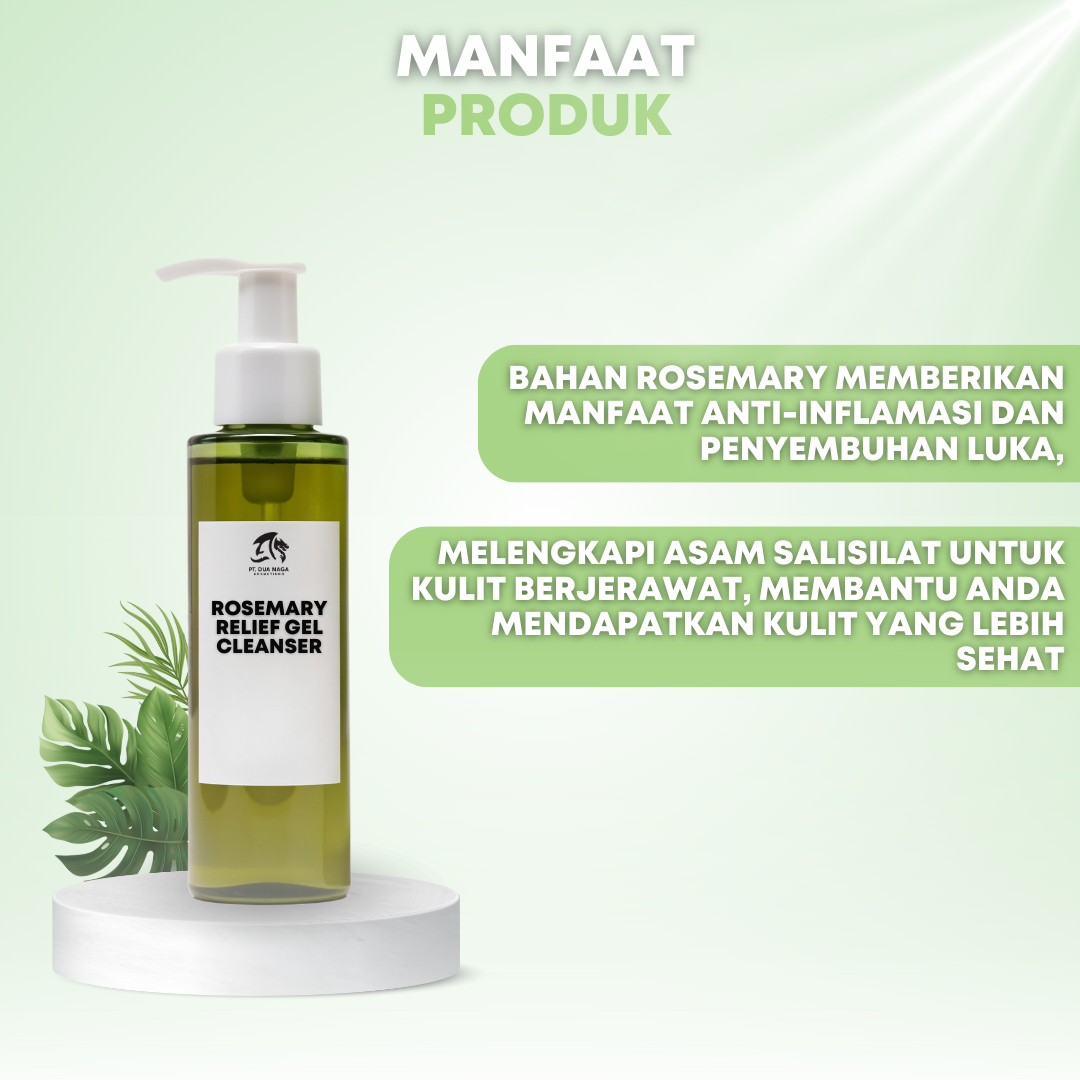 MANFAAT
PRODUK
BAHAN ROSEMARY MEMBERIKAN
MANFAAT ANTI-INFLAMASI DAN
PENYEMBUHAN LUKA,
MELENGKAPI ASAM SALISILAT UNTUK
KULIT BERJERAWAT, MEMBANTU ANDA
MENDAPATKAN KULIT YANG LEBIH
SEHAT
PT. DUA NAGA
KOSMETINDO
ROSEMARY
RELIEF GEL
CLEANSER